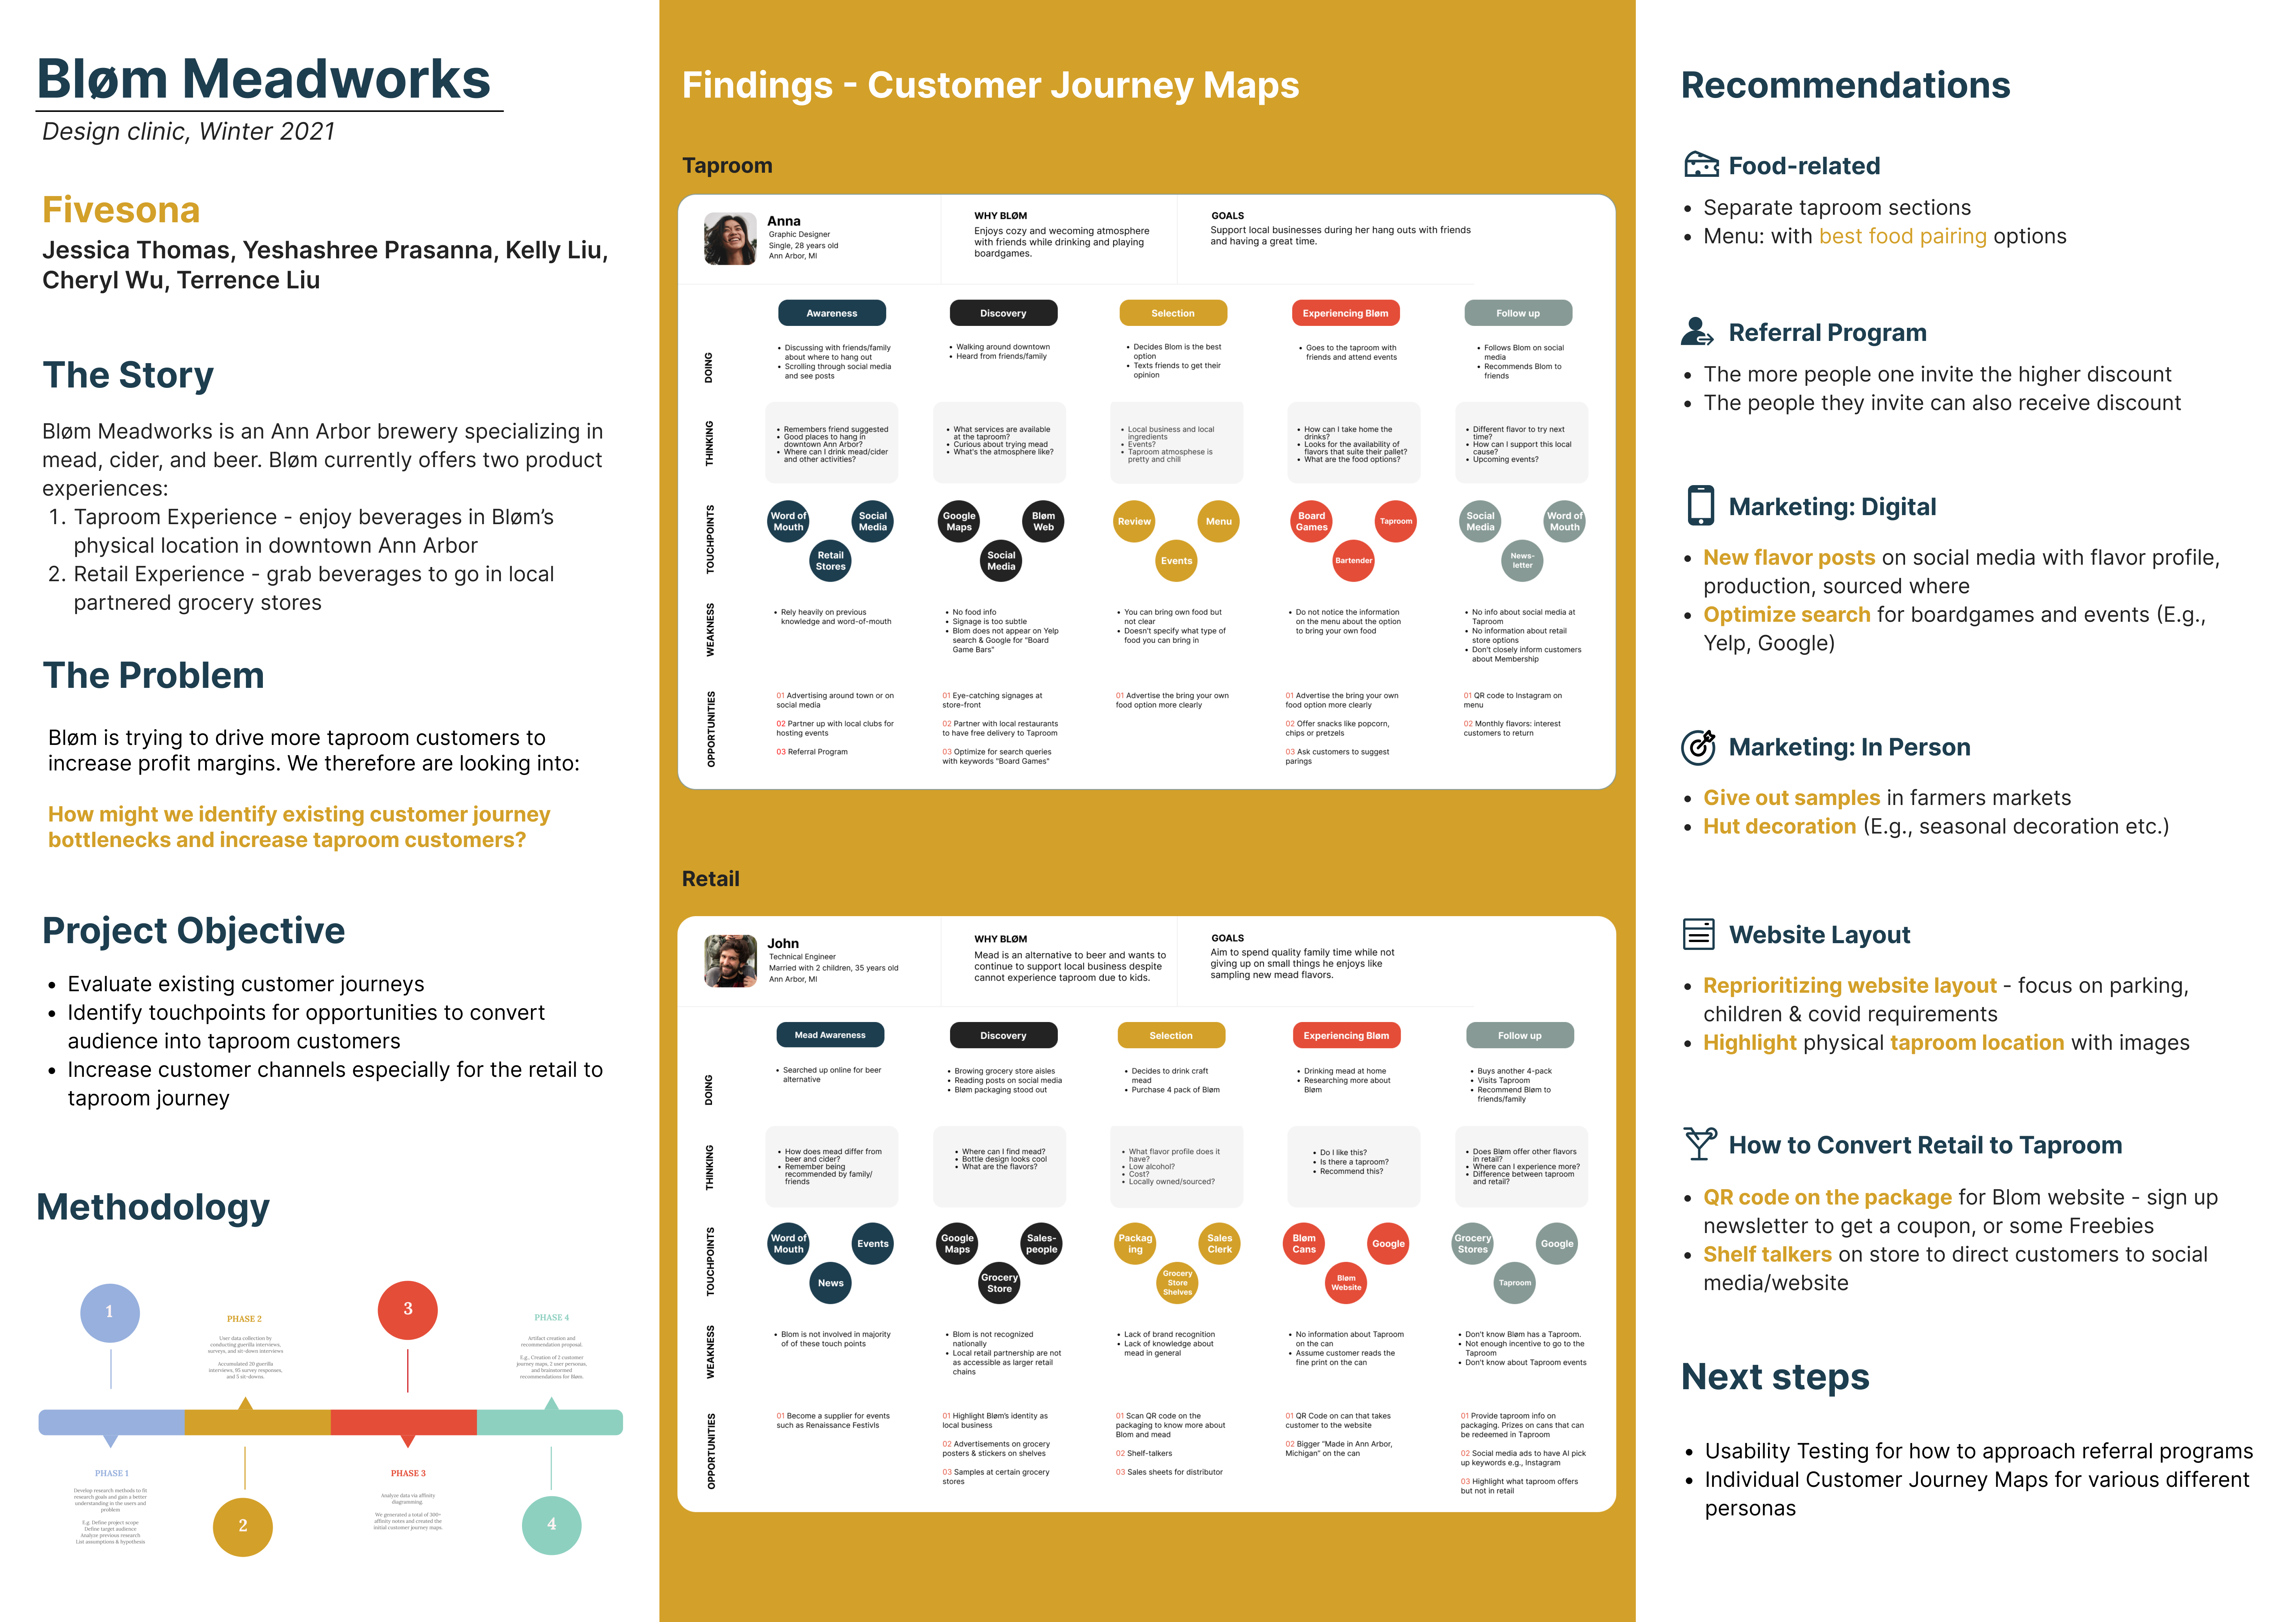 Bløm Meadworks
Design clinic, Winter 2021
Fivesona
Jessica Thomas, Yeshashree Prasanna, Kelly Liu,
Cheryl Wu, Terrence Liu
The Story
Bløm Meadworks is an Ann Arbor brewery specializing in
mead, cider, and beer. Bløm currently offers two product
experiences:
1. Taproom Experience - enjoy beverages in Bløm's
physical location in downtown Ann Arbor
2. Retail Experience - grab beverages to go in local
partnered grocery stores
The Problem
Bløm is trying to drive more taproom customers to
increase profit margins. We therefore are looking into:
How might we identify existing customer journey
bottlenecks and increase taproom customers?
Project Objective
• Evaluate existing customer journeys
• Identify touchpoints for opportunities to convert
audience into taproom customers
• Increase customer channels especially for the retail to
taproom journey
Methodology
1
PHASE 1
Develop research methods to fit
research goals and gain a better
understanding in the users and
problem
E.g. Define project scope
Define target audience
Analyze previous research
List assumptions & hypothesis
PHASE 2
User data collection by
conducting guerilla interviews,
surveys, and sit-down interviews
Accumulated 20 guerilla
interviews, 95 survey responses,
and 5 sit-downs.
2
3
PHASE 3
Analyze data via affinity
diagramming.
We generated a total of 300+
affinity notes and created the
initial customer journey maps.
PHASE 4
Artifact creation and
recommendation proposal.
E.g., Creation of 2 customer
journey maps, 2 user personas,
and brainstormed
recommendations for Bløm.
4
Findings - Customer Journey Maps
Taproom
Anna
Graphic Designer
Single, 28 years old
Ann Arbor, MI
WHY BLØM
Enjoys cozy and wecoming atmosphere
with friends while drinking and playing
boardgames.
GOALS
Support local businesses during her hang outs with friends
and having a great time.
Awareness
Discovery
Selection
Experiencing Bløm
Follow up
DOING
• Discussing with friends/family
about where to hang out
• Scrolling through social media
and see posts
• Walking around downtown
• Heard from friends/family
• Decides Blom is the best
option
• Texts friends to get their
opinion
• Goes to the taproom with
friends and attend events
• Follows Blom on social
media
• Recommends Blom to
friends
THINKING
• Remembers friend suggested
• Good places to hang in
downtown Ann Arbor?
• Where can I drink mead/cider
and other activities?
• What services are available
at the taproom?
• Curious about trying mead
• What's the atmosphere like?
• Local business and local
ingredients
• Events?
• Taproom atmosphese is
pretty and chill
• How can I take home the
drinks?
• Looks for the availability of
flavors that suite their pallet?
• What are the food options?
• Different flavor to try next
time?
• How can I support this local
cause?
• Upcoming events?
TOUCHPOINTS
Word of
Mouth
Social
Media
Retail
Stores
Google
Maps
Bløm
Web
Social
Media
Review
Menu
Events
Board
Games
Taproom
Bartender
Social
Media
Word of
Mouth
News-
letter
WEAKNESS
• Rely heavily on previous
knowledge and word-of-mouth
• No food info
• Signage is too subtle
• Blom does not appear on Yelp
search & Google for "Board
Game Bars"
• You can bring own food but
not clear
• Doesn't specify what type of
food you can bring in
• Do not notice the information
on the menu about the option
to bring your own food
• No info about social media at
Taproom
• No information about retail
store options
• Don't closely inform customers
about Membership
OPPORTUNITIES
01 Advertising around town or on
social media
02 Partner up with local clubs for
hosting events
03 Referral Program
01 Eye-catching signages at
store-front
02 Partner with local restaurants
to have free delivery to Taproom
03 Optimize for search queries
with keywords "Board Games"
01 Advertise the bring your own
food option more clearly
01 Advertise the bring your own
food option more clearly
02 Offer snacks like popcorn,
chips or pretzels
03 Ask customers to suggest
parings
01 QR code to Instagram on
menu
02 Monthly flavors: interest
customers to return
Retail
John
Technical Engineer
Married with 2 children, 35 years old
Ann Arbor, MI
WHY BLØM
Mead is an alternative to beer and wants to
continue to support local business despite
cannot experience taproom due to kids.
GOALS
Aim to spend quality family time while not
giving up on small things he enjoys like
sampling new mead flavors.
Mead Awareness
Discovery
Selection
Experiencing Bløm
Follow up
DOING
• Searched up online for beer
alternative
• Browing grocery store aisles
• Reading posts on social media
• Bløm packaging stood out
• Decides to drink craft
mead
• Purchase 4 pack of Bløm
• Drinking mead at home
• Researching more about
Bløm
• Buys another 4-pack
• Visits Taproom
• Recommend Bløm to
friends/family
THINKING
• How does mead differ from
beer and cider?
• Remember being
recommended by family/
friends
• Where can I find mead?
• Bottle design looks cool
• What are the flavors?
• What flavor profile does it
have?
• Low alcohol?
• Cost?
• Locally owned/sourced?
• Do I like this?
• Is there a taproom?
• Recommend this?
• Does Bløm offer other flavors
in retail?
• Where can I experience more?
• Difference between taproom
and retail?
TOUCHPOINTS
Word of
Mouth
Events
News
Google
Maps
Sales-
people
Grocery
Store
Packag
ing
Sales
Clerk
Grocery
Store
Shelves
Bløm
Cans
Google
Bløm
Website
Grocery
Stores
Google
Taproom
WEAKNESS
• Blom is not involved in majority
of of these touch points
• Blom is not recognized
nationally
• Local retail partnership are not
as accessible as larger retail
chains
• Lack of brand recognition
• Lack of knowledge about
mead in general
• No information about Taproom
on the can
• Assume customer reads the
fine print on the can
• Don't know Bløm has a Taproom.
• Not enough incentive to go to the
Taproom
• Don't know about Taproom events
OPPORTUNITIES
01 Become a supplier for events
such as Renaissance Festivls
01 Highlight Bløm's identity as
local business
02 Advertisements on grocery
posters & stickers on shelves
03 Samples at certain grocery
stores
01 Scan QR code on the
packaging to know more about
Blom and mead
02 Shelf-talkers
03 Sales sheets for distributor
01 QR Code on can that takes
customer to the website
02 Bigger "Made in Ann Arbor,
Michigan" on the can
01 Provide taproom info on
packaging. Prizes on cans that can
be redeemed in Taproom
02 Social media ads to have AI pick
up keywords e.g., Instagram
03 Highlight what taproom offers
but not in retail
Recommendations
Food-related
• Separate taproom sections
• Menu: with best food pairing options
Referral Program
• The more people one invite the higher discount
• The people they invite can also receive discount
Marketing: Digital
• New flavor posts on social media with flavor profile,
production, sourced where
• Optimize search for boardgames and events (E.g.,
Yelp, Google)
Marketing: In Person
• Give out samples in farmers markets
• Hut decoration (E.g., seasonal decoration etc.)
Website Layout
• Reprioritizing website layout - focus on parking,
children & covid requirements
• Highlight physical taproom location with images
How to Convert Retail to Taproom
• QR code on the package for Blom website - sign up
newsletter to get a coupon, or some Freebies
• Shelf talkers on store to direct customers to social
media/website
Next steps
• Usability Testing for how to approach referral programs
• Individual Customer Journey Maps for various different
personas